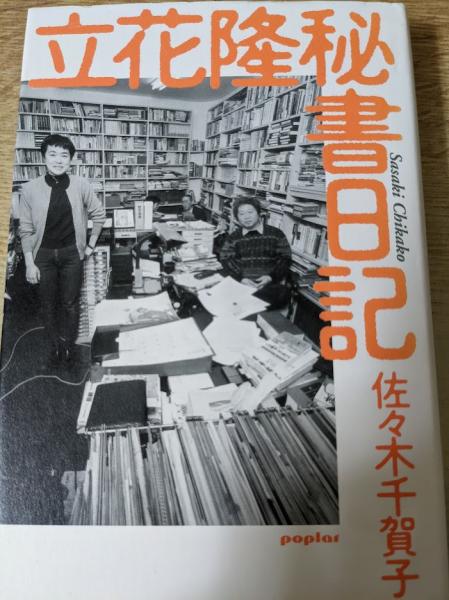 立花隆秘書日記
Sasaki Chikako
佐々木千賀子
poplar